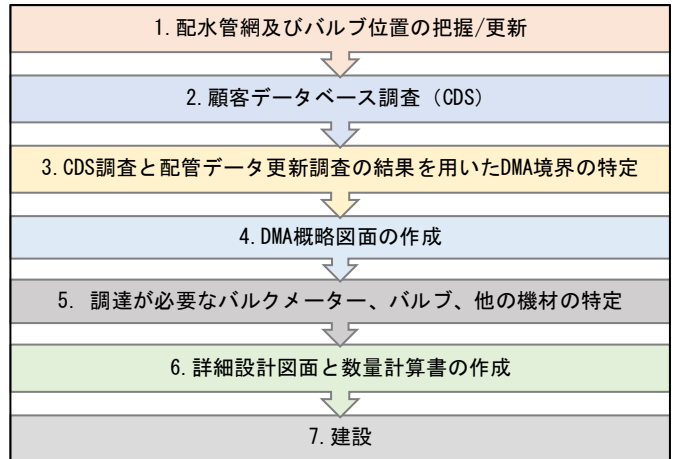 1. 配水管網及びバルブ位置の把握/更新
2. 顧客データベース調査（CDS）
3. CDS調査と配管データ更新調査の結果を用いたDMA境界の特定
4. DMA概略図面の作成
5. 調達が必要なバルクメーター、バルブ、他の機材の特定
6. 詳細設計図面と数量計算書の作成
7. 建設